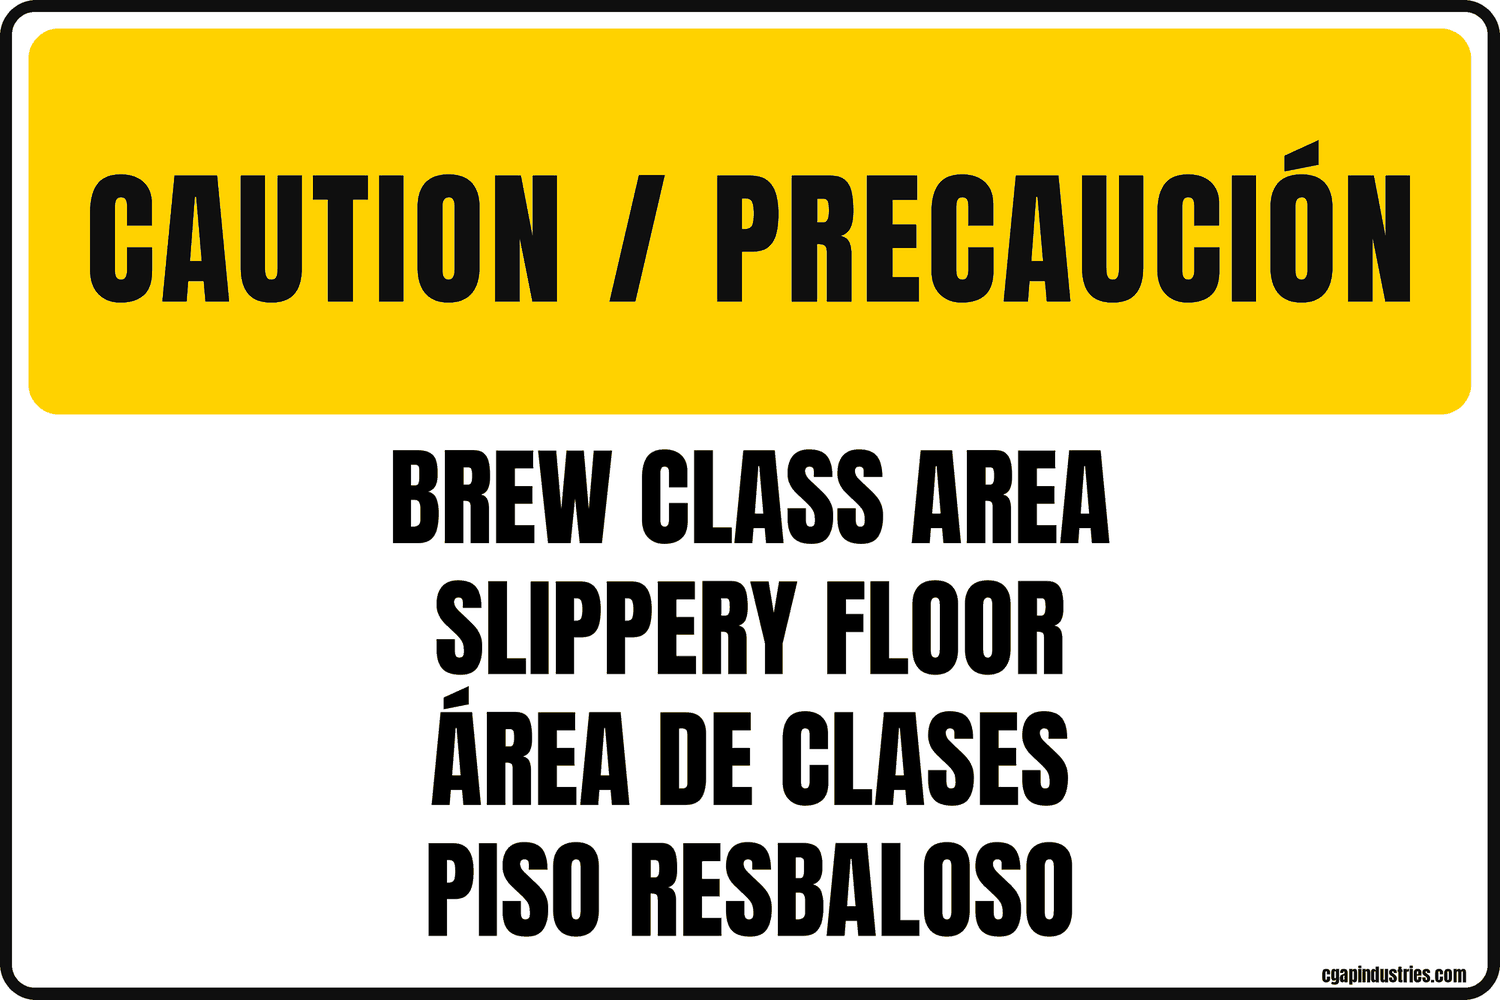 CAUTION / PRECAUCIÓN
BREW CLASS AREA
SLIPPERY FLOOR
ÁREA DE CLASES
PISO RESBALOSO
cgapindustries.com